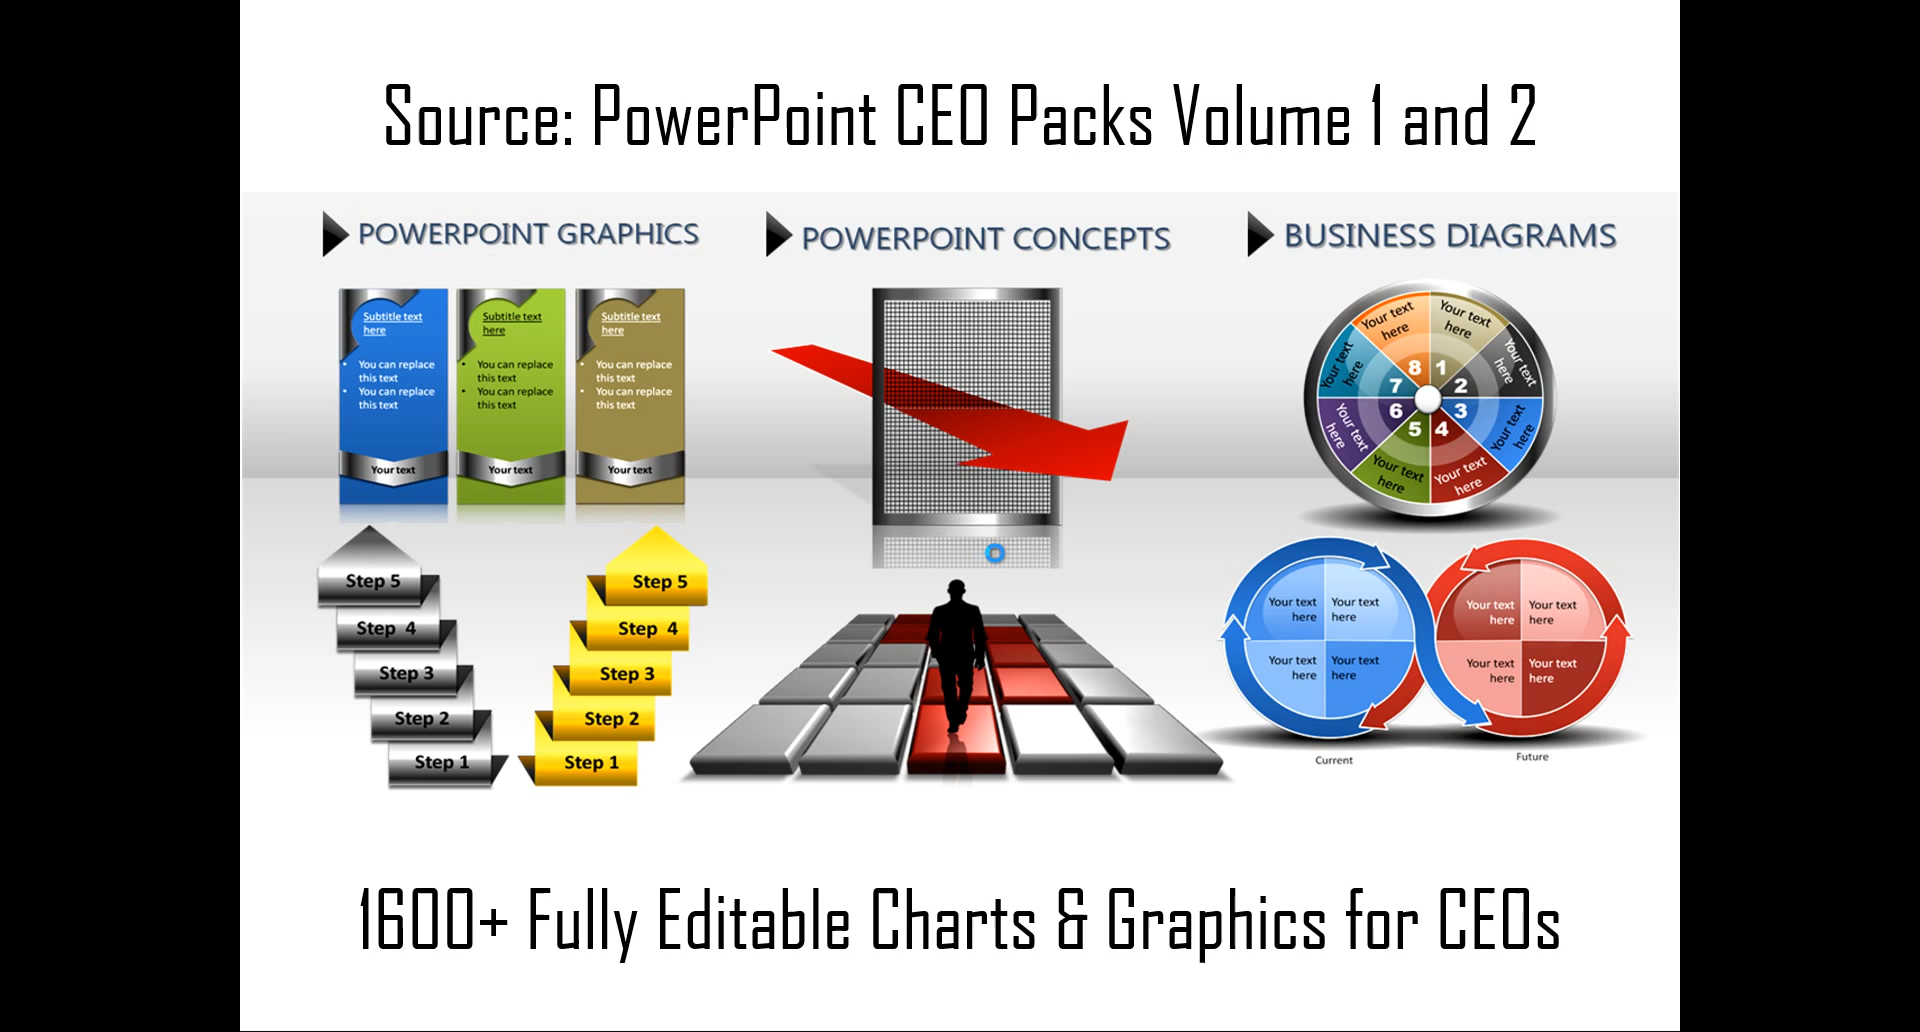 Source: PowerPoint CEO Packs Volume 1 and 2
POWERPOINT GRAPHICS
Subtitle text
here
• You can replace
this text
• You can replace
this text
Your text
Subtitle text
here
• You can replace
this text
• You can replace
this text
Your text
Subtitle text
here
• You can replace
this text
• You can replace
this text
Your text
Step 5
Step 4
Step 3
Step 2
Step 1
Step 5
Step 4
Step 3
Step 2
Step 1
POWERPOINT CONCEPTS
BUSINESS DIAGRAMS
Your text
here
1
Your text
here
2
Your text
here
3
Your text
here
4
Your text
here
5
Your text
here
6
Your text
here
7
Your text
here
8
Your text
here
Your text
here
Your text
here
Your text
here
Current
Your text
here
Your text
here
Your text
here
Your text
here
Future
1600+ Fully Editable Charts & Graphics for CEOs